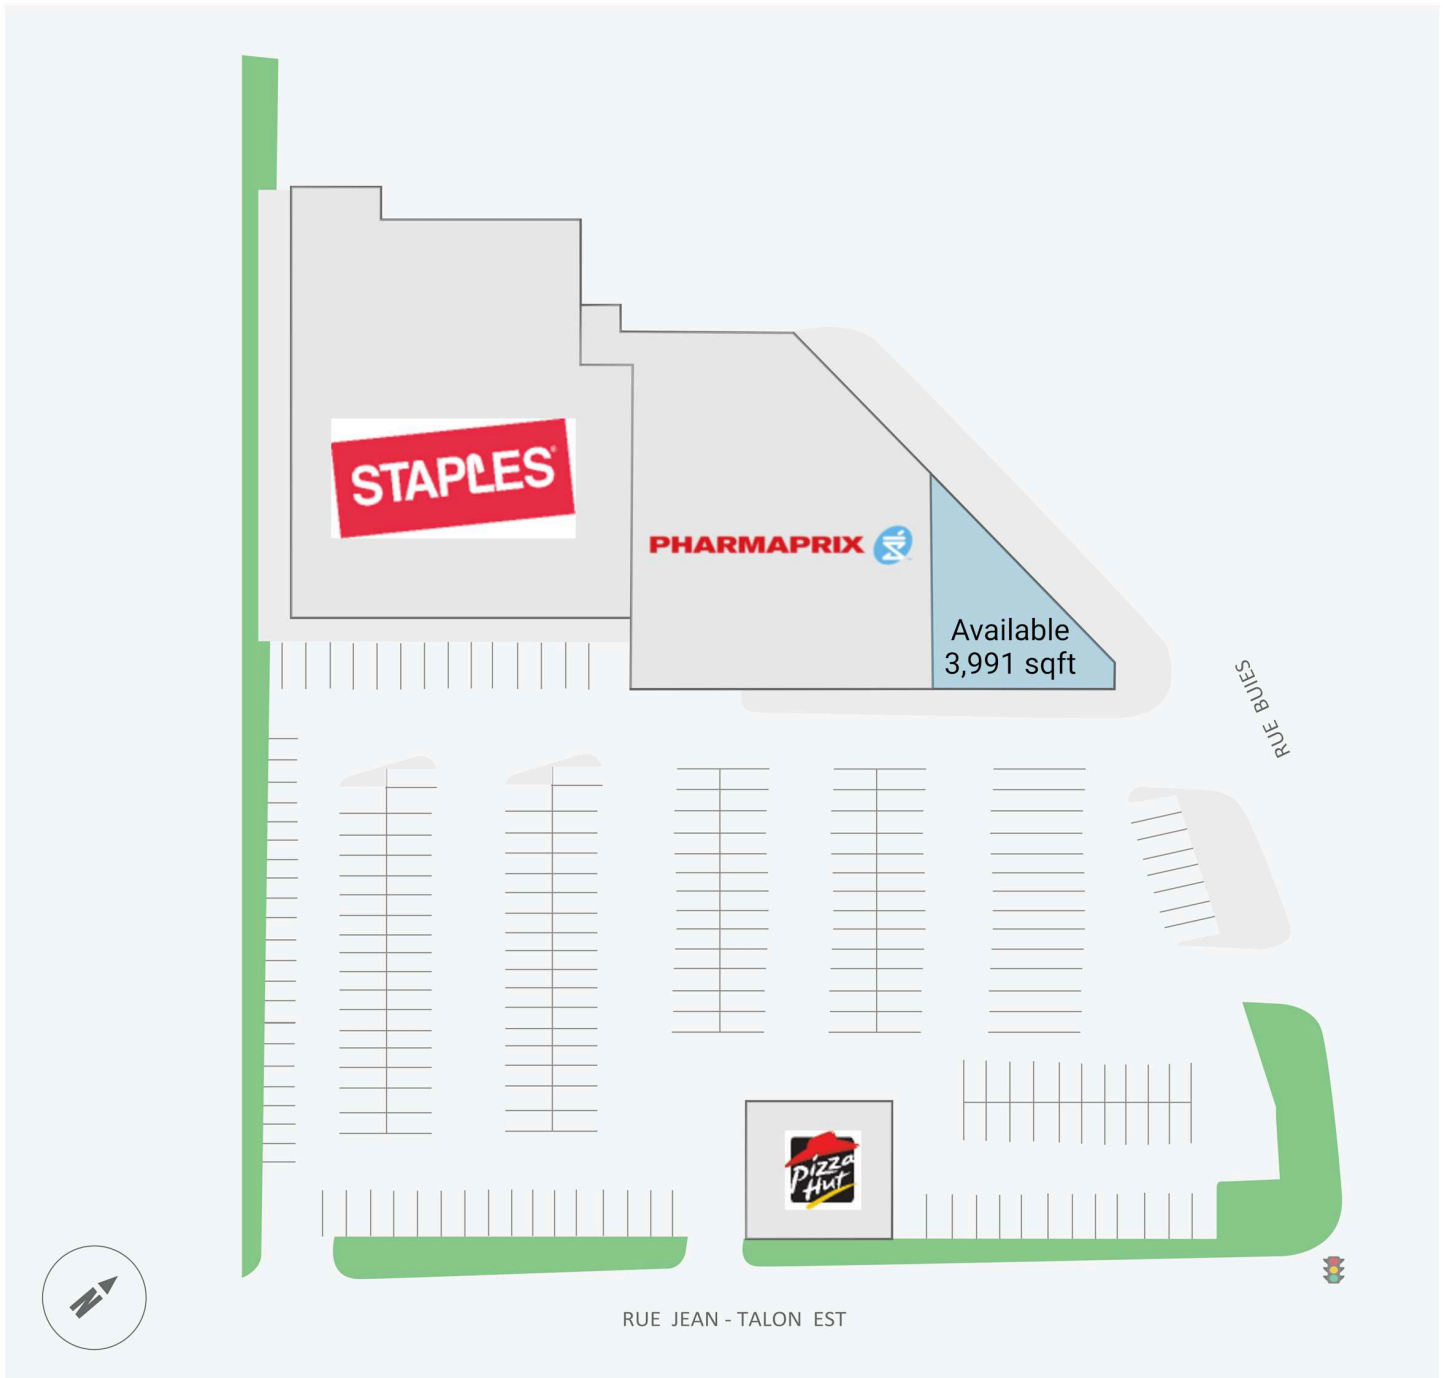 STAPLES
PHARMAPRIX
Available
3,991 sqft
RUE BUIES
Pizza
Hut
N
RUE JEAN - TALON EST